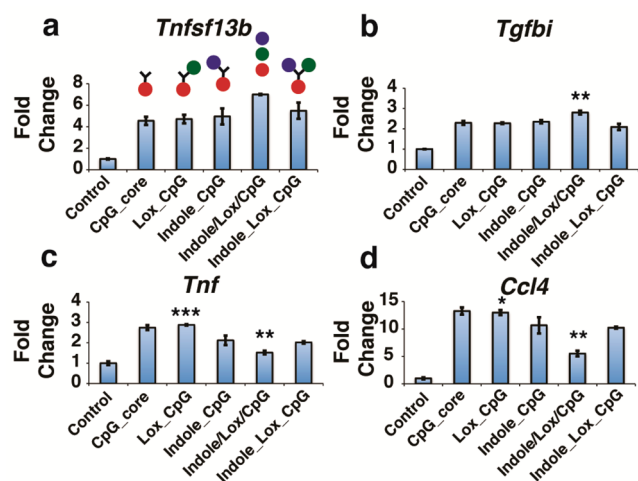 a
Tnfsf13b
Fold
Change
8
6
4
2
0
Control
CpG_core
Lox_CpG
Indole_CpG
Indole/Lox/CpG
Indole_Lox_CpG
b
Tgfbi
Fold
Change
4
3
2
1
0
**
Control
CpG_core
Lox_CpG
Indole_CpG
Indole/Lox/CpG
Indole_Lox_CpG
c
Tnf
Fold
Change
4
3
2
1
0
***
**
Control
CpG_core
Lox_CpG
Indole_CpG
Indole/Lox/CpG
Indole_Lox_CpG
d
Ccl4
Fold
Change
15
10
5
0
*
**
Control
CpG_core
Lox_CpG
Indole_CpG
Indole/Lox/CpG
Indole_Lox_CpG